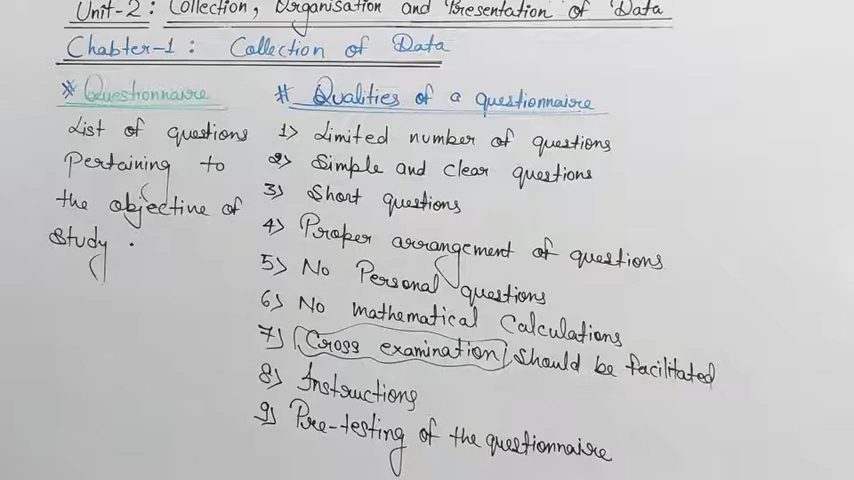 Unit-2: Collection, Organisation and Presentation of Data
Chapter-1: Collection of Data
* Questionnaire
List of questions
Pertaining to
the objective of
study.
# Qualities of a questionnaire
1) Limited number of questions
2) Simple and clear questions
3) Short questions
4) Proper arrangement of questions
5) No Personal questions
6) No mathematical Calculations
7) Cross examination should be facilitated
8) Instructions
9) Pre-testing of the questionnaire